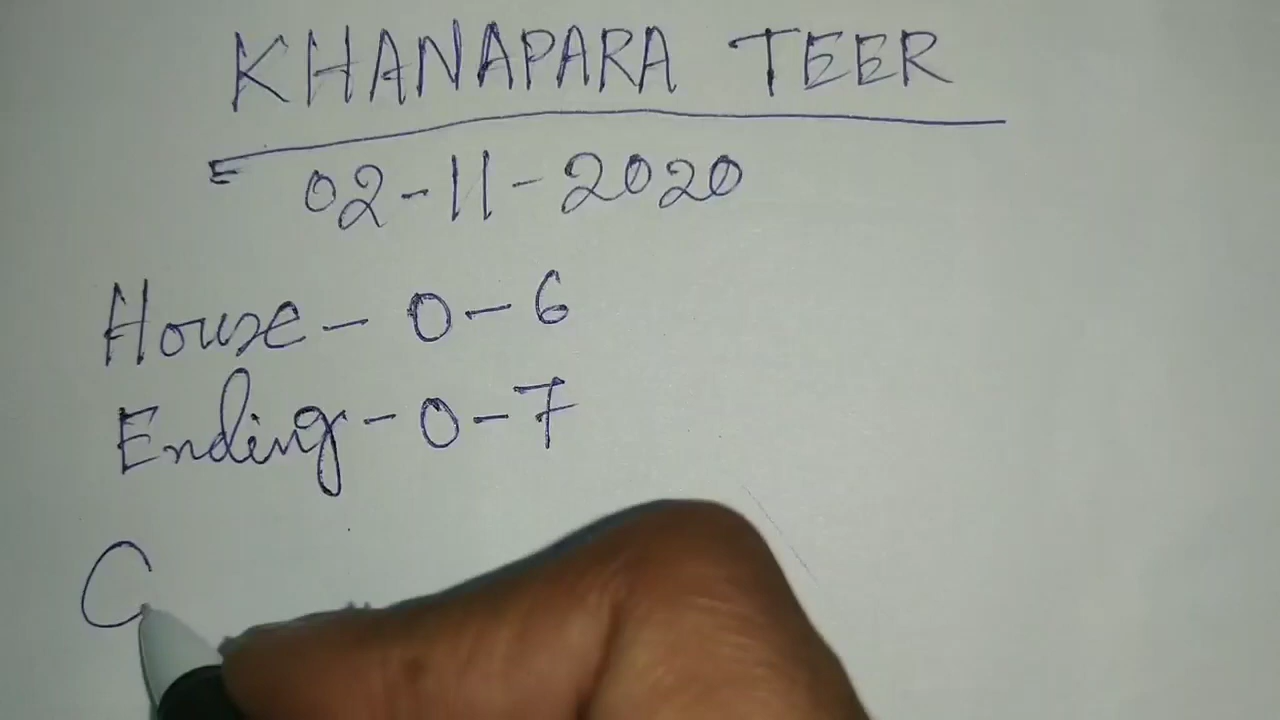 KHANAPARA TEER
02-11-2020
House - 0-6
Ending - 0-7
C